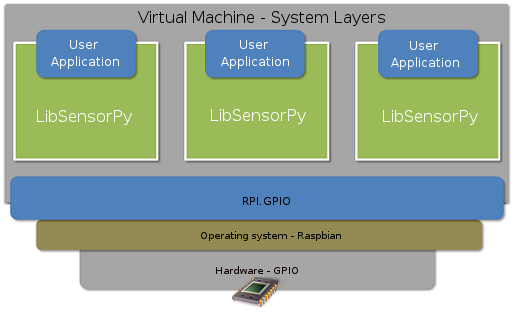 Virtual Machine - System Layers
User
Application
User
Application
User
Application
LibSensorPy
LibSensorPy
LibSensorPy
RPI.GPIO
Operating system - Raspbian
Hardware - GPIO